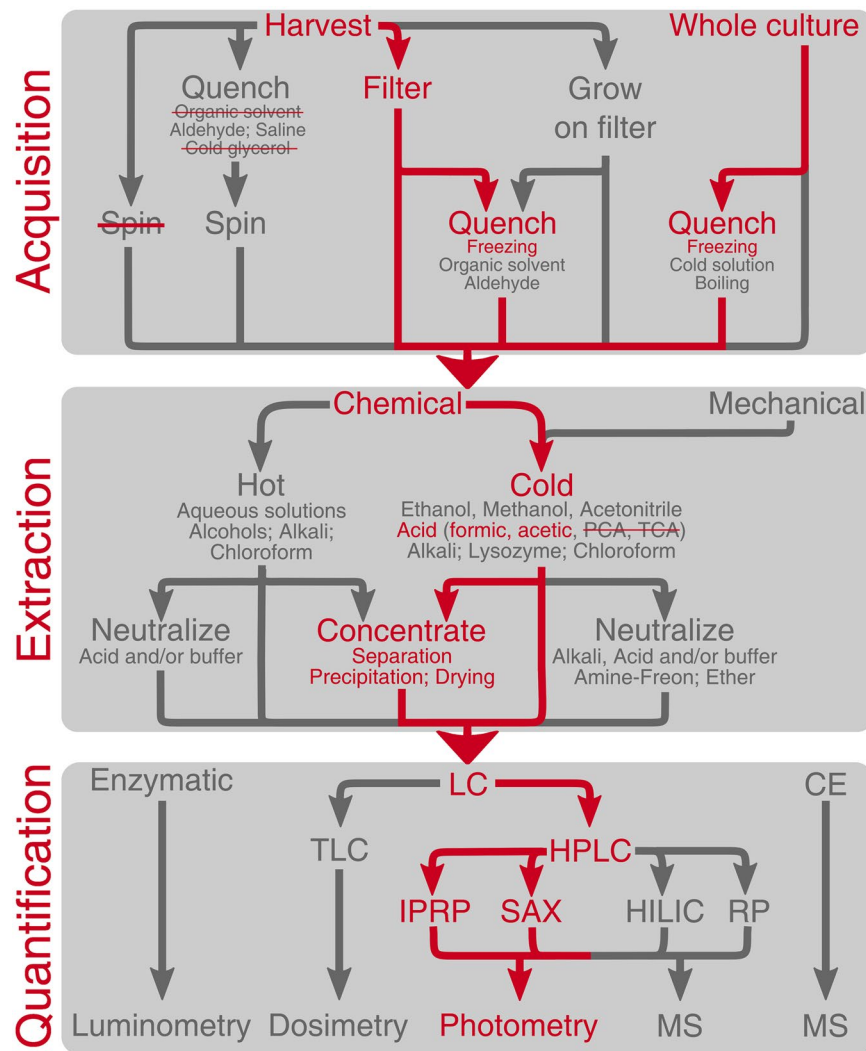 Acquisition
Harvest
Whole culture
Quench
Organic solvent
Aldehyde; Saline
Cold glycerol
Filter
Grow
on filter
Spin
Spin
Quench
Freezing
Organic solvent
Aldehyde
Quench
Freezing
Cold solution
Boiling
Extraction
Chemical
Mechanical
Hot
Aqueous solutions
Alcohols; Alkali;
Chloroform
Cold
Ethanol, Methanol, Acetonitrile
Acid (formic, acetic, PCA, TCA)
Alkali; Lysozyme; Chloroform
Neutralize
Acid and/or buffer
Concentrate
Separation
Precipitation; Drying
Neutralize
Alkali, Acid and/or buffer
Amine-Freon; Ether
Quantification
Enzymatic
LC
CE
TLC
HPLC
IPRP
SAX
HILIC
RP
Luminometry
Dosimetry
Photometry
MS
MS